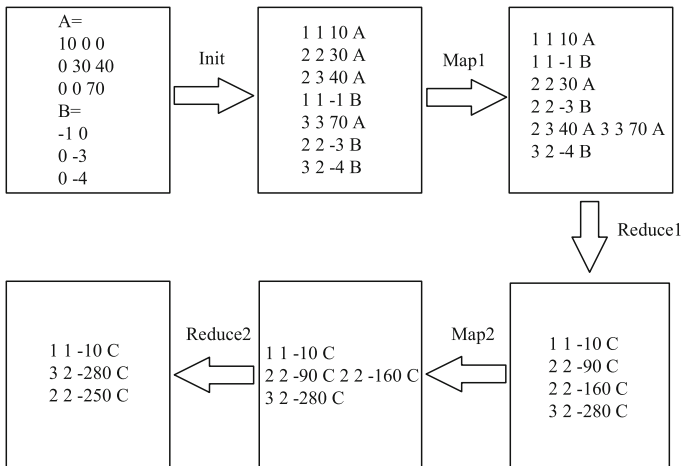 A=
10 0 0
0 30 40
0 0 70
B=
-1 0
0 -3
0 -4
Init
1 1 10 A
2 2 30 A
2 3 40 A
1 1 -1 B
3 3 70 A
2 2 -3 B
3 2 -4 B
Map1
1 1 10 A
1 1 -1 B
2 2 30 A
2 2 -3 B
2 3 40 A 3 3 70 A
3 2 -4 B
Reduce1
1 1 -10 C
2 2 -90 C
2 2 -160 C
3 2 -280 C
Map2
1 1 -10 C
2 2 -90 C 2 2 -160 C
3 2 -280 C
Reduce2
1 1 -10 C
3 2 -280 C
2 2 -250 C